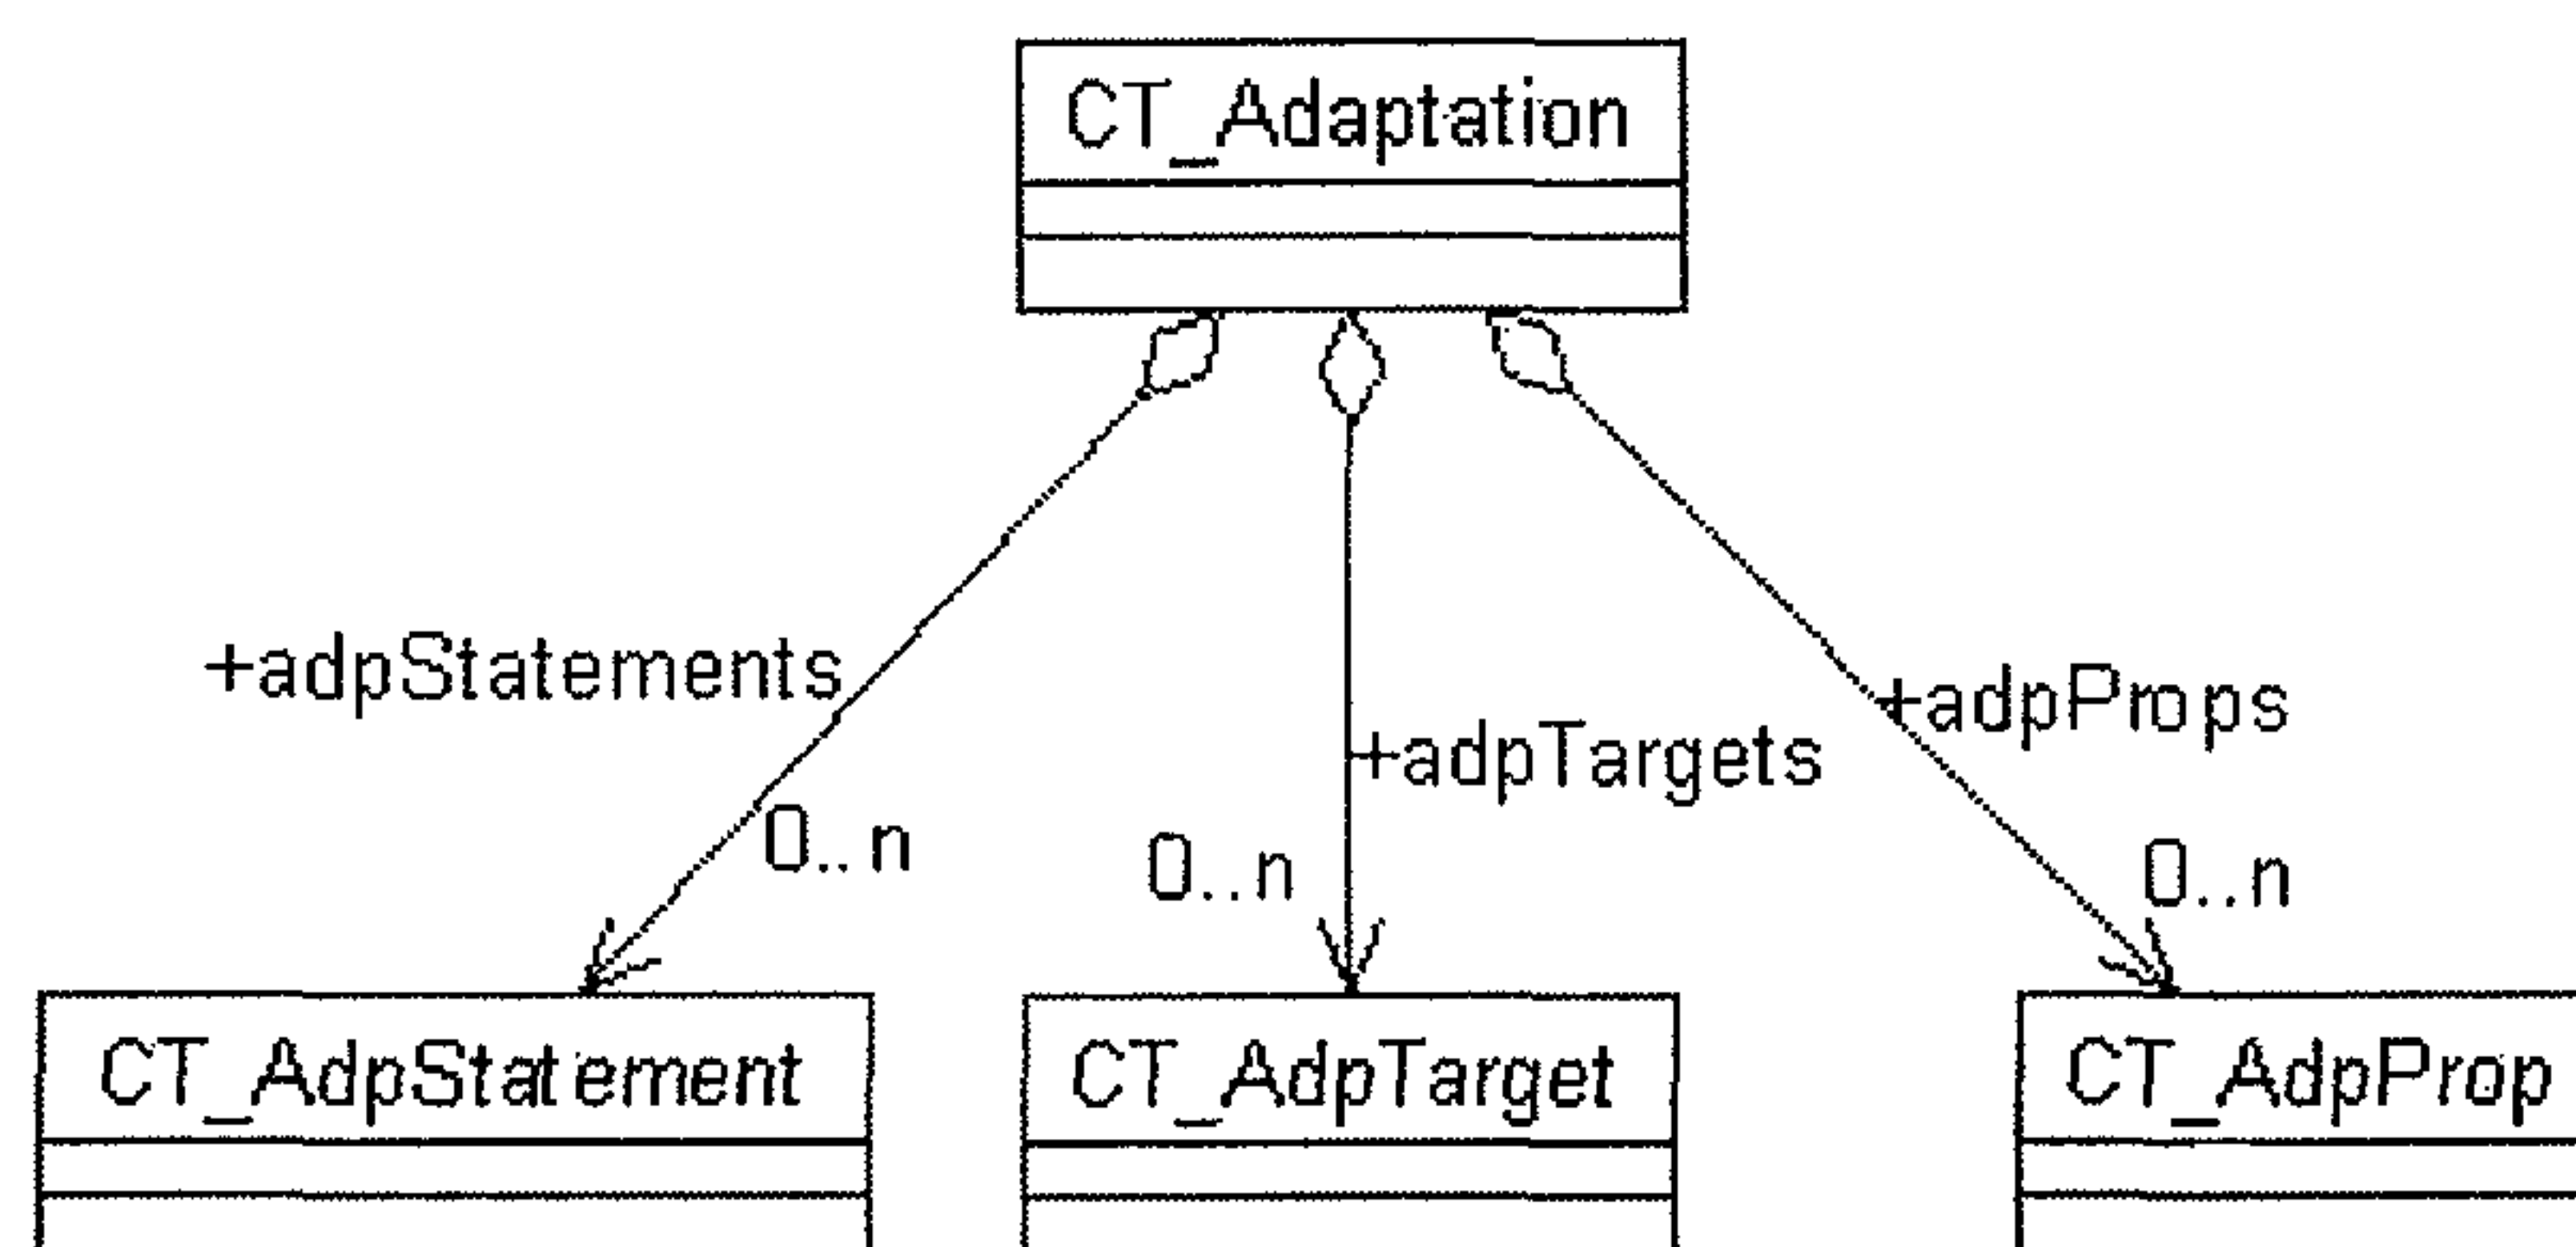 CT_Adaptation
+adpStatements
+adpProps
+adpTargets
0..n
0..n
0..n
CT_AdpStatement
CT_AdpTarget
CT_AdpProp